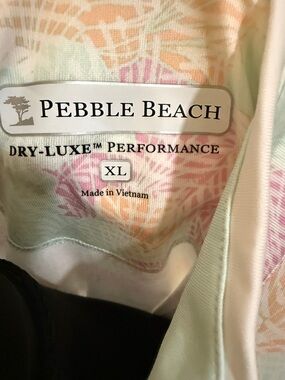 PEBBLE BEACH
DRY-LUXE™ PERFORMANCE
XL
Made in Vietnam